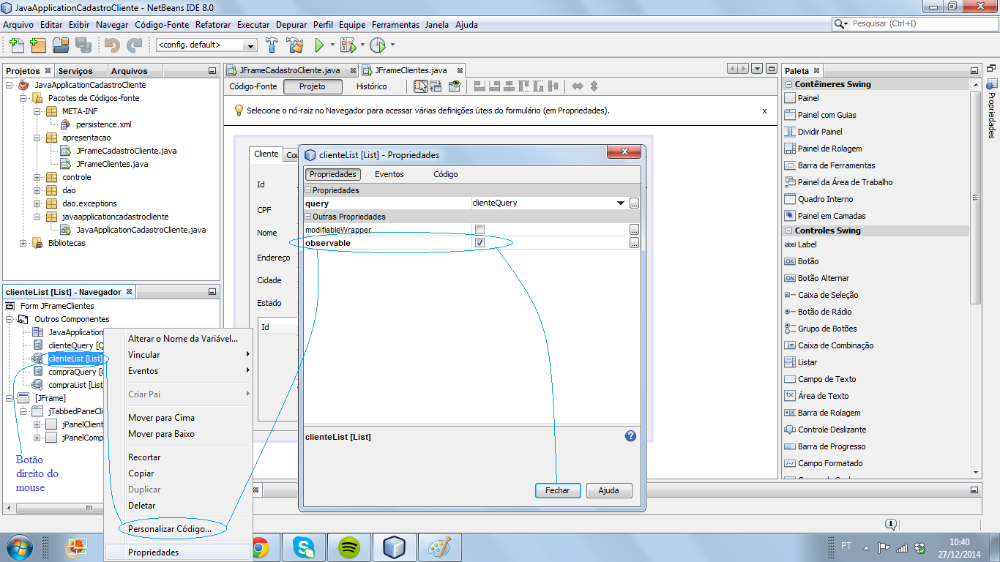 JavaApplicationCadastroCliente - NetBeans IDE 8.0
Arquivo Editar Exibir Navegar Código-Fonte Refatorar Executar Depurar Perfil Equipe Ferramentas Janela Ajuda
Pesquisar (Ctrl+I)
<config. default>
Projetos Serviços Arquivos
JavaApplicationCadastroCliente
Pacotes de Códigos-fonte
META-INF
persistence.xml
apresentacao
JFrameCadastroCliente.java
JFrameClientes.java
controle
dao
dao.exceptions
javaapplicationcadastrocliente
JavaApplicationCadastroCliente.java
Bibliotecas
clienteList [List] - Navegador
Form JFrameClientes
Outros Componentes
JavaApplication
clienteQuery [Q
clienteList [List]
compraQuery [
compraList [List
[JFrame]
jTabbedPaneCli
jPanelClient
jPanelComp
Botão
direito do
mouse
Alterar o Nome da Variável...
Vincular
Eventos
Criar Pai
Mover para Cima
Mover para Baixo
Recortar
Copiar
Duplicar
Deletar
Personalizar Código...
Propriedades
JFrameCadastroCliente.java JFrameClientes.java
Código-Fonte Projeto Histórico
Selecione o nó-raiz no Navegador para acessar várias definições úteis do formulário (em Propriedades). x
Cliente Co
Id
CPF
Nome
Endereço
Cidade
Estado
Id
clienteList [List] - Propriedades
Propriedades Eventos Código
Propriedades
query clienteQuery ...
Outras Propriedades
modifiableWrapper ...
observable ...
clienteList [List]
Fechar Ajuda
Paleta
Contêineres Swing
Painel
Painel com Guias
Dividir Painel
Painel de Rolagem
Barra de Ferramentas
Painel da Área de Trabalho
Quadro Interno
Painel em Camadas
Controles Swing
label Label
OK Botão
ON Botão Alternar
Caixa de Seleção
Botão de Rádio
Grupo de Botões
Caixa de Combinação
Listar
Campo de Texto
Área de Texto
Barra de Rolagem
Controle Deslizante
Barra de Progresso
Campo Formatado
Propriedades
1
PT
10:40
27/12/2014